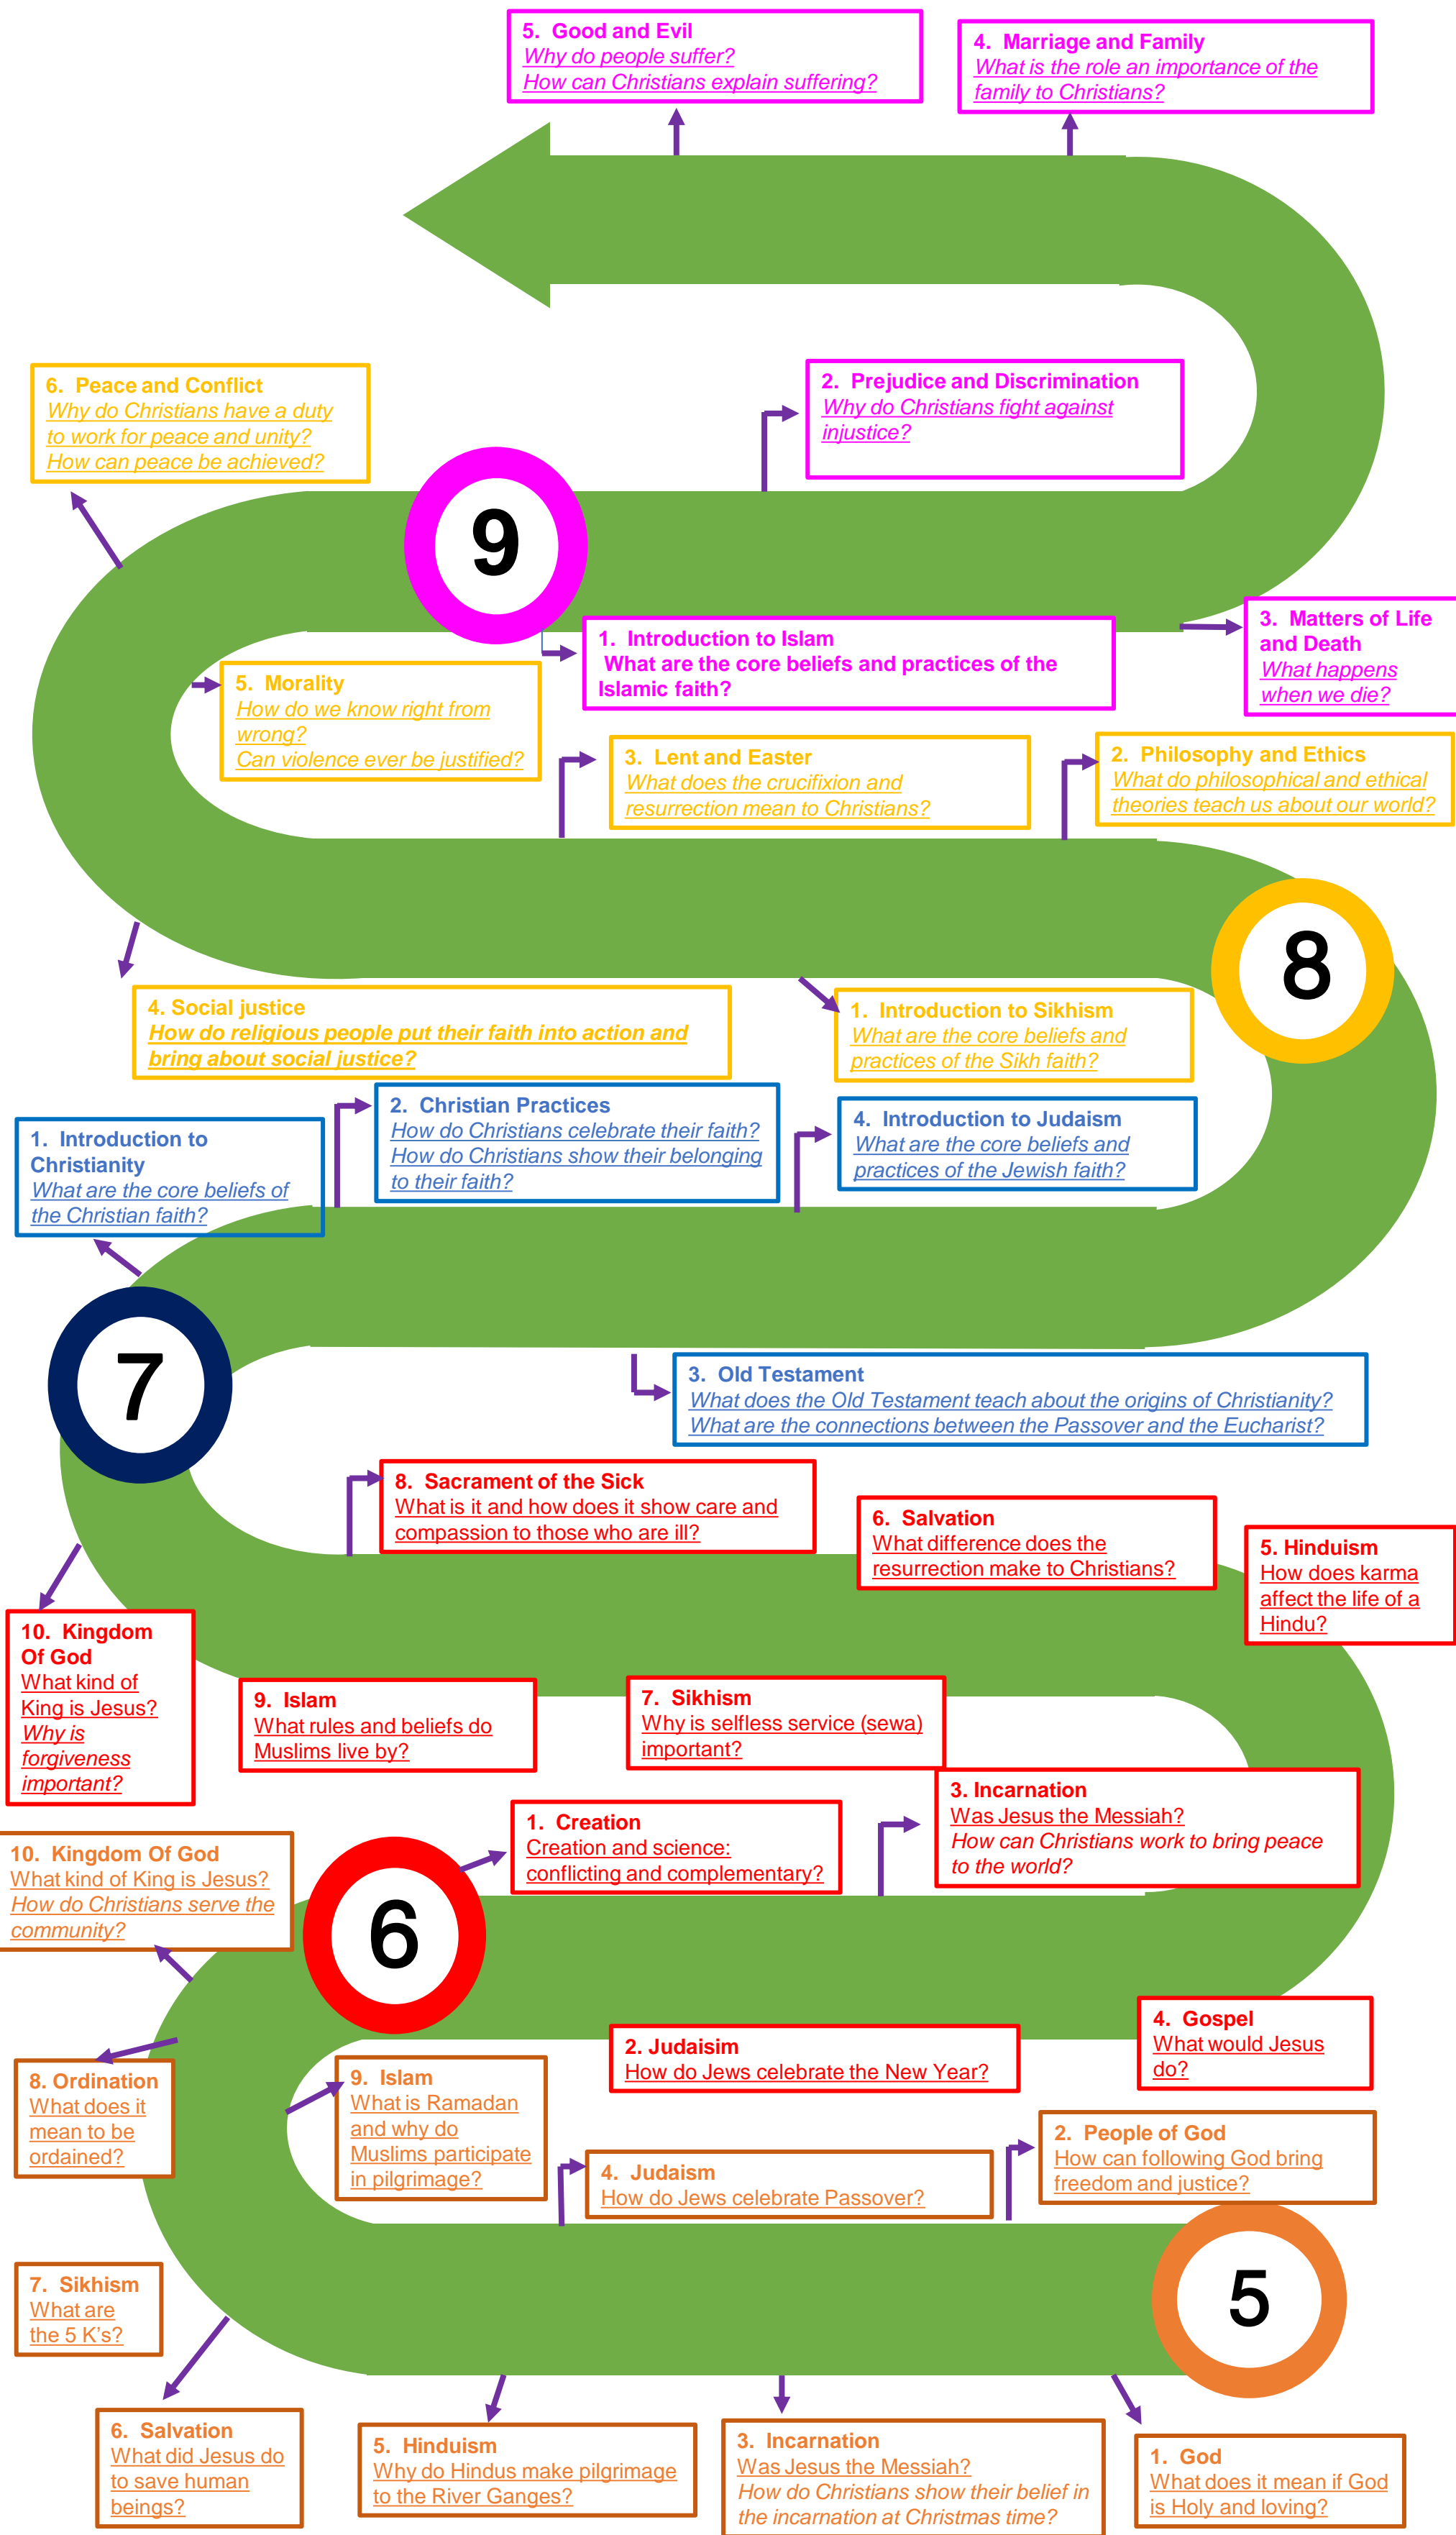 5. Good and Evil
Why do people suffer?
How can Christians explain suffering?
4. Marriage and Family
What is the role an importance of the
family to Christians?
6. Peace and Conflict
Why do Christians have a duty
to work for peace and unity?
How can peace be achieved?
2. Prejudice and Discrimination
Why do Christians fight against
injustice?
9
1. Introduction to Islam
What are the core beliefs and practices of the
Islamic faith?
3. Matters of Life
and Death
What happens
when we die?
5. Morality
How do we know right from
wrong?
Can violence ever be justified?
3. Lent and Easter
What does the crucifixion and
resurrection mean to Christians?
2. Philosophy and Ethics
What do philosophical and ethical
theories teach us about our world?
8
4. Social justice
How do religious people put their faith into action and
bring about social justice?
1. Introduction to Sikhism
What are the core beliefs and
practices of the Sikh faith?
1. Introduction to
Christianity
What are the core beliefs of
the Christian faith?
2. Christian Practices
How do Christians celebrate their faith?
How do Christians show their belonging
to their faith?
4. Introduction to Judaism
What are the core beliefs and
practices of the Jewish faith?
7
3. Old Testament
What does the Old Testament teach about the origins of Christianity?
What are the connections between the Passover and the Eucharist?
8. Sacrament of the Sick
What is it and how does it show care and
compassion to those who are ill?
6. Salvation
What difference does the
resurrection make to Christians?
5. Hinduism
How does karma
affect the life of a
Hindu?
10. Kingdom
Of God
What kind of
King is Jesus?
Why is
forgiveness
important?
9. Islam
What rules and beliefs do
Muslims live by?
7. Sikhism
Why is selfless service (sewa)
important?
3. Incarnation
Was Jesus the Messiah?
How can Christians work to bring peace
to the world?
1. Creation
Creation and science:
conflicting and complementary?
10. Kingdom Of God
What kind of King is Jesus?
How do Christians serve the
community?
6
2. Judaisim
How do Jews celebrate the New Year?
4. Gospel
What would Jesus
do?
8. Ordination
What does it
mean to be
ordained?
9. Islam
What is Ramadan
and why do
Muslims participate
in pilgrimage?
4. Judaism
How do Jews celebrate Passover?
2. People of God
How can following God bring
freedom and justice?
5
7. Sikhism
What are
the 5 K's?
6. Salvation
What did Jesus do
to save human
beings?
5. Hinduism
Why do Hindus make pilgrimage
to the River Ganges?
3. Incarnation
Was Jesus the Messiah?
How do Christians show their belief in
the incarnation at Christmas time?
1. God
What does it mean if God
is Holy and loving?